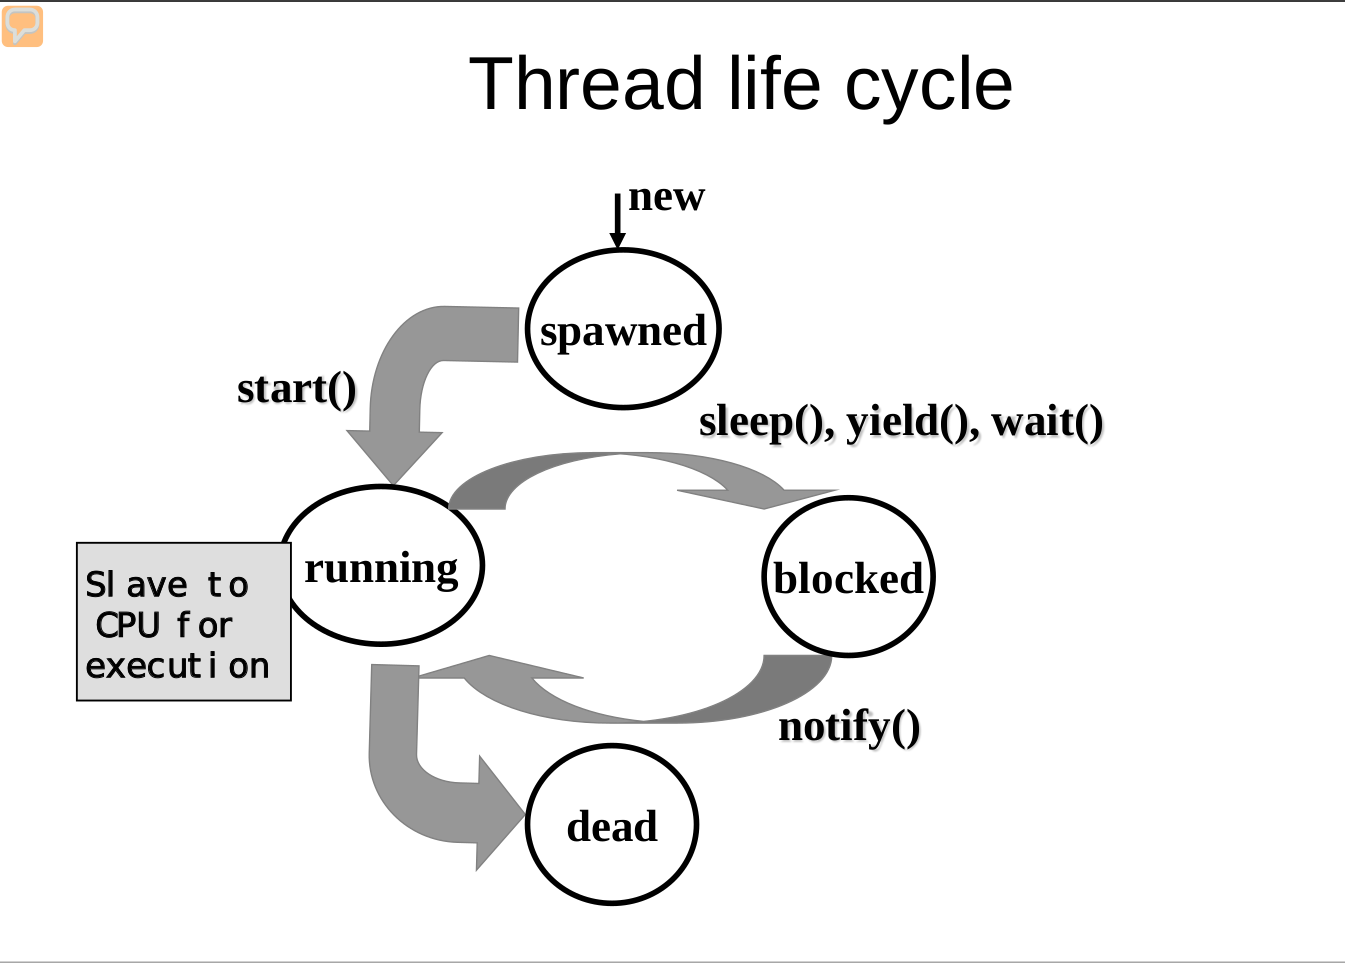 Thread life cycle
new
spawned
start()
sleep(), yield(), wait()
running
blocked
Slave to
CPU for
execution
notify()
dead